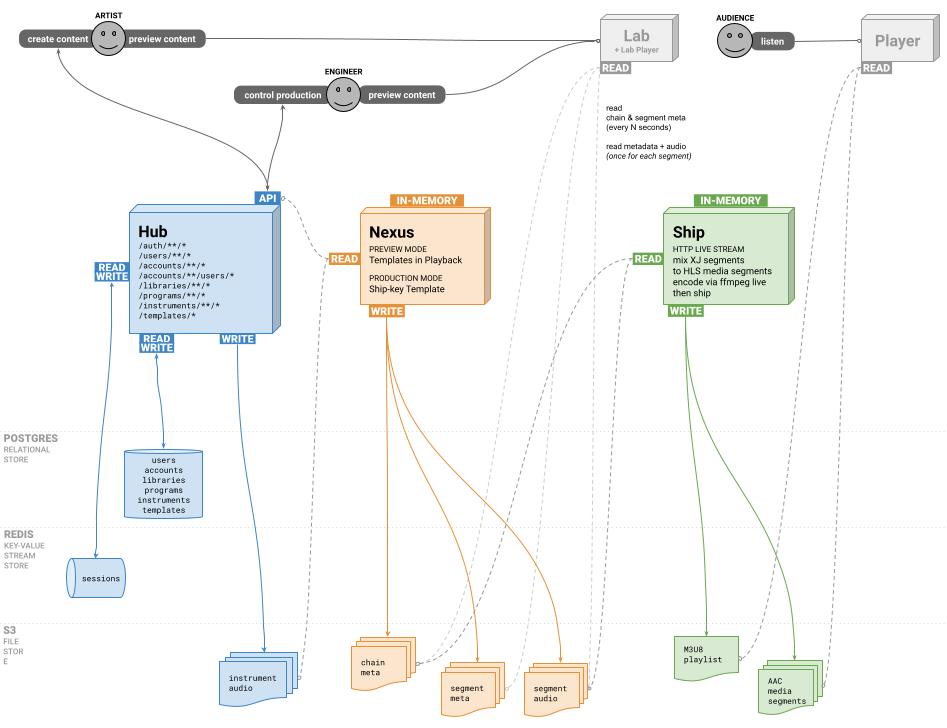 ARTIST
create content
preview content
ENGINEER
control production
preview content
Lab
+ Lab Player
READ
AUDIENCE
listen
Player
READ
read
chain & segment meta
(every N seconds)
read metadata + audio
(once for each segment)
API
Hub
/auth/**/*
/users/**/*
/accounts/**/*
/accounts/**/users/*
/libraries/**/*
/programs/**/*
/instruments/**/*
/templates/*
READ
WRITE
READ
WRITE
WRITE
IN-MEMORY
Nexus
PREVIEW MODE
Templates in Playback
PRODUCTION MODE
Ship-key Template
READ
WRITE
IN-MEMORY
Ship
HTTP LIVE STREAM
mix XJ segments
to HLS media segments
encode via ffmpeg live
then ship
READ
WRITE
POSTGRES
RELATIONAL
STORE
users
accounts
libraries
programs
instruments
templates
REDIS
KEY-VALUE
STREAM
STORE
sessions
S3
FILE
STOR
E
instrument
audio
chain
meta
segment
meta
segment
audio
M3U8
playlist
AAC
media
segments